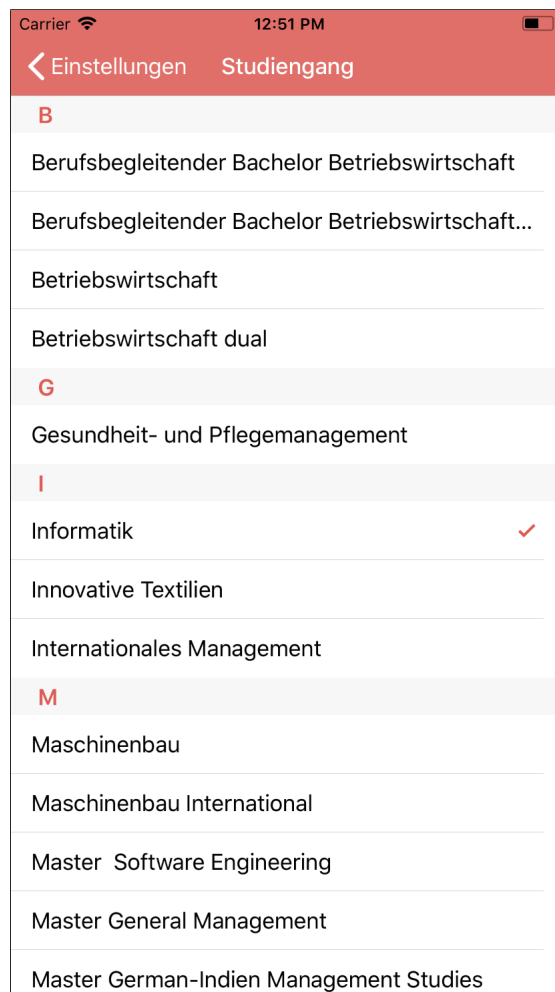 Carrier 12:51 PM
Einstellungen Studiengang
B
Berufsbegleitender Bachelor Betriebswirtschaft
Berufsbegleitender Bachelor Betriebswirtschaft...
Betriebswirtschaft
Betriebswirtschaft dual
G
Gesundheit- und Pflegemanagement
I
Informatik
Innovative Textilien
Internationales Management
M
Maschinenbau
Maschinenbau International
Master  Software Engineering
Master General Management
Master German-Indien Management Studies